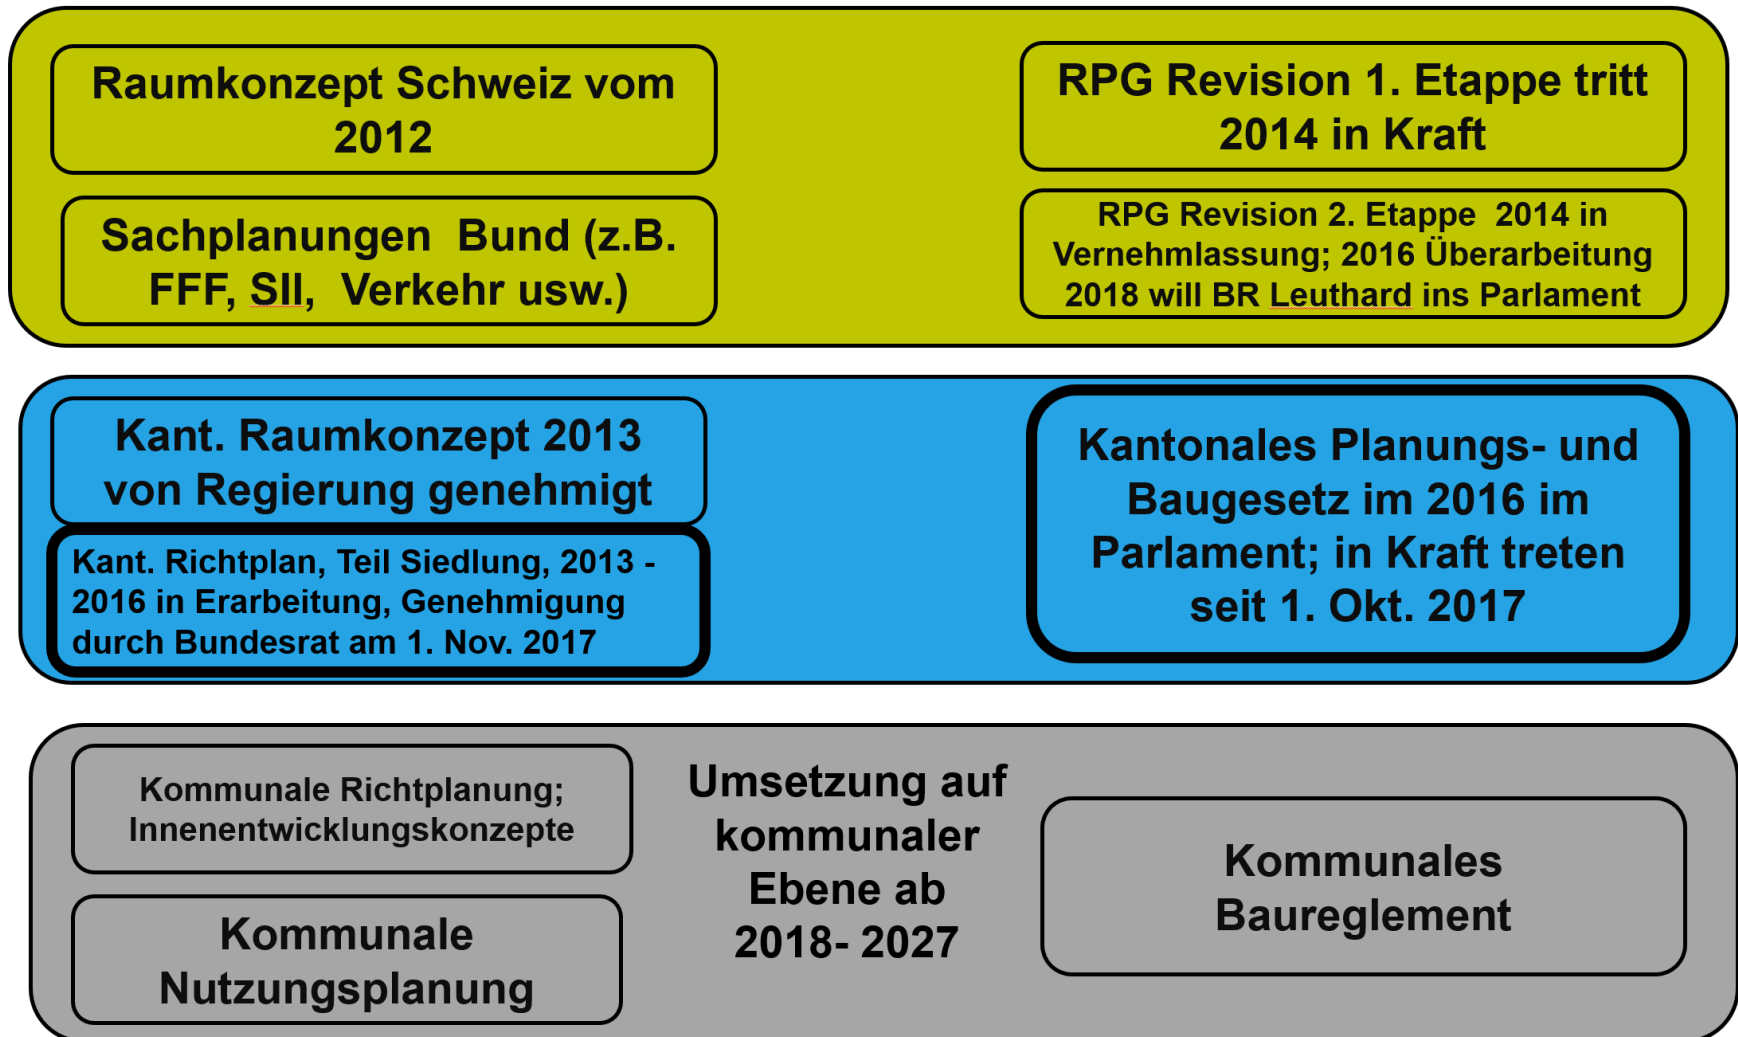 Raumkonzept Schweiz vom
2012
Sachplanungen  Bund (z.B.
FFF, SII,  Verkehr usw.)
RPG Revision 1. Etappe tritt
2014 in Kraft
RPG Revision 2. Etappe  2014 in
Vernehmlassung; 2016 Überarbeitung
2018 will BR Leuthard ins Parlament
Kant. Raumkonzept 2013
von Regierung genehmigt
Kant. Richtplan, Teil Siedlung, 2013 -
2016 in Erarbeitung, Genehmigung
durch Bundesrat am 1. Nov. 2017
Kantonales Planungs- und
Baugesetz im 2016 im
Parlament; in Kraft treten
seit 1. Okt. 2017
Kommunale Richtplanung;
Innenentwicklungskonzepte
Kommunale
Nutzungsplanung
Umsetzung auf
kommunaler
Ebene ab
2018- 2027
Kommunales
Baureglement